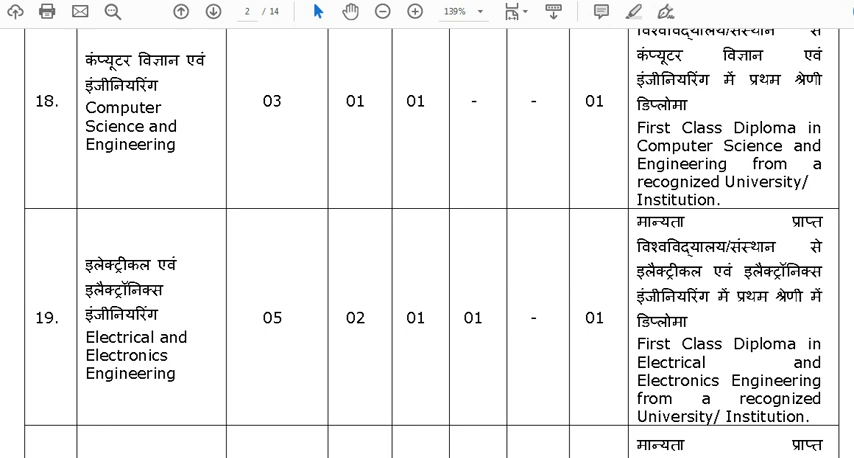 2 / 14
139%
विश्वविद्यालय/संस्थान से
कंप्यूटर विज्ञान एवं
इंजीनियरिंग में प्रथम श्रेणी
डिप्लोमा
First Class Diploma in
Computer Science and
Engineering from a
recognized University/
Institution.
18.
कंप्यूटर विज्ञान एवं
इंजीनियरिंग
Computer
Science and
Engineering
03
01
01
-
-
01
19.
इलेक्ट्रीकल एवं
इलैक्ट्रॉनिक्स
इंजीनियरिंग
Electrical and
Electronics
Engineering
05
02
01
01
-
01
मान्यता प्राप्त
विश्वविद्यालय/संस्थान से
इलैक्ट्रीकल एवं इलैक्ट्रॉनिक्स
इंजीनियरिंग में प्रथम श्रेणी में
डिप्लोमा
First Class Diploma in
Electrical and
Electronics Engineering
from a recognized
University/ Institution.
मान्यता प्राप्त